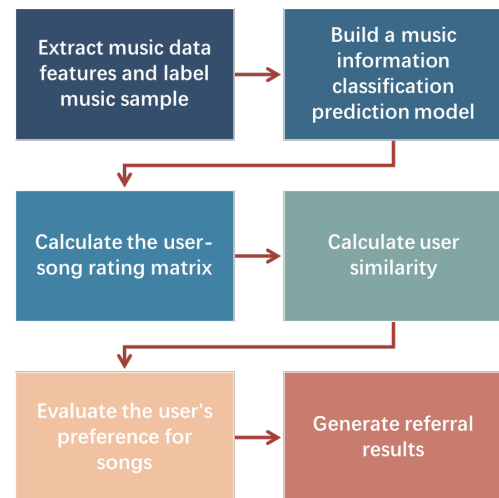 Extract music data
features and label
music sample
Build a music
information
classification
prediction model
Calculate the user-
song rating matrix
Calculate user
similarity
Evaluate the user's
preference for
songs
Generate referral
results